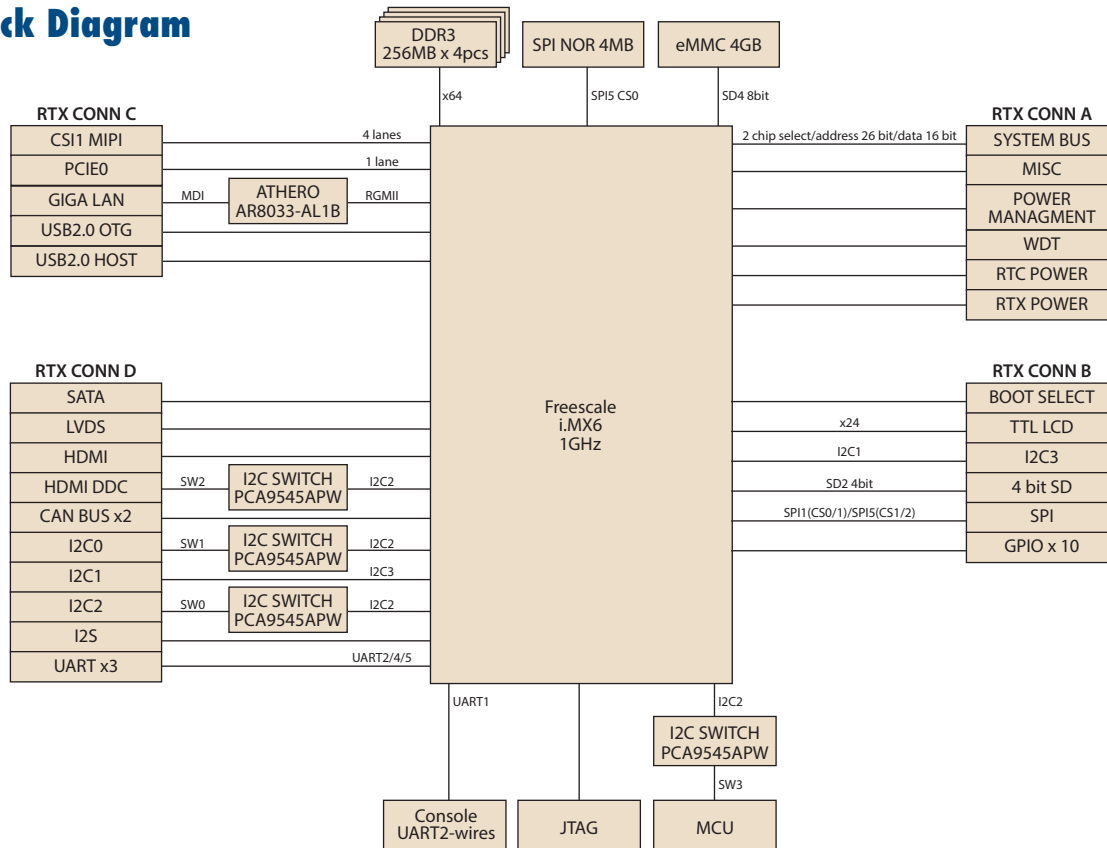 ck Diagram
DDR3
256MB x 4pcs
SPI NOR 4MB
eMMC 4GB
x64
SPI5 CS0
SD4 8bit
RTX CONN C
CSI1 MIPI
4 lanes
PCIE0
1 lane
GIGA LAN
MDI
ATHERO
AR8033-AL1B
RGMII
USB2.0 OTG
USB2.0 HOST
RTX CONN A
2 chip select/address 26 bit/data 16 bit
SYSTEM BUS
MISC
POWER
MANAGMENT
WDT
RTC POWER
RTX POWER
RTX CONN D
SATA
LVDS
HDMI
HDMI DDC
SW2
I2C SWITCH
PCA9545APW
I2C2
CAN BUS x2
I2C0
SW1
I2C SWITCH
PCA9545APW
I2C2
I2C1
I2C3
I2C2
SW0
I2C SWITCH
PCA9545APW
I2C2
I2S
UART x3
UART2/4/5
Freescale
i.MX6
1GHz
RTX CONN B
BOOT SELECT
x24
TTL LCD
I2C1
I2C3
SD2 4bit
4 bit SD
SPI1(CS0/1)/SPI5(CS1/2)
SPI
GPIO x 10
UART1
I2C2
I2C SWITCH
PCA9545APW
SW3
Console
UART2-wires
JTAG
MCU